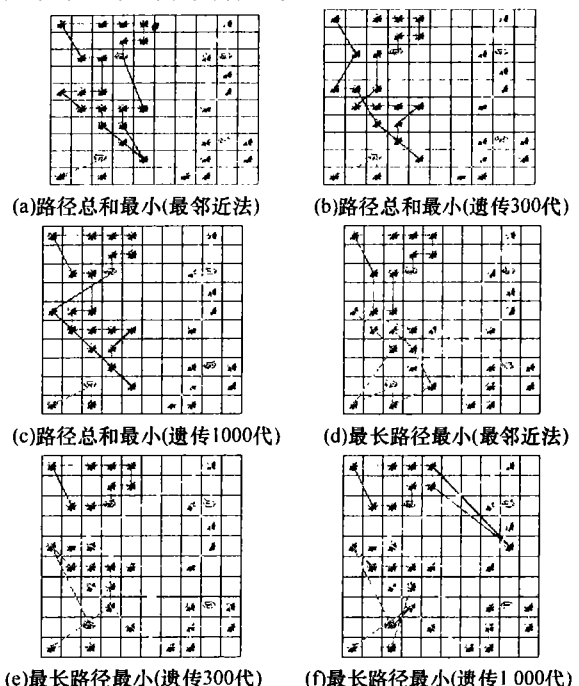 (a)路径总和最小(最邻近法)
(b)路径总和最小(遗传300代)
(c)路径总和最小(遗传1000代)
(d)最长路径最小(最邻近法)
(e)最长路径最小(遗传300代)
(f)最长路径最小(遗传1 000代)